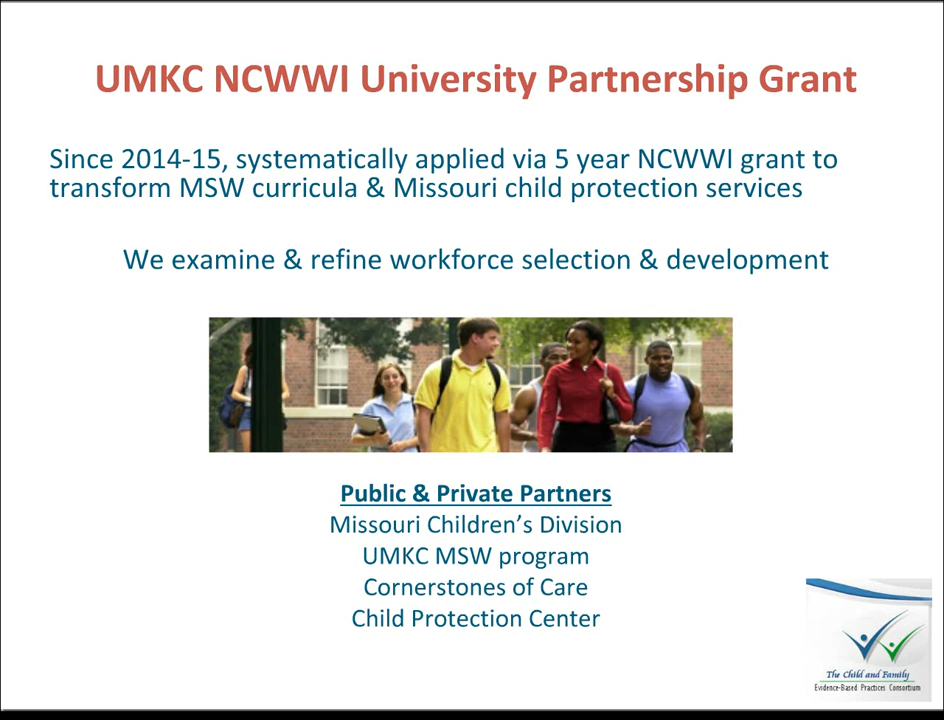 UMKC NCWWI University Partnership Grant
Since 2014-15, systematically applied via 5 year NCWWI grant to
transform MSW curricula & Missouri child protection services
We examine & refine workforce selection & development
Public & Private Partners
Missouri Children’s Division
UMKC MSW program
Cornerstones of Care
Child Protection Center
The Child and Family
Evidence-Based Practices Consortium